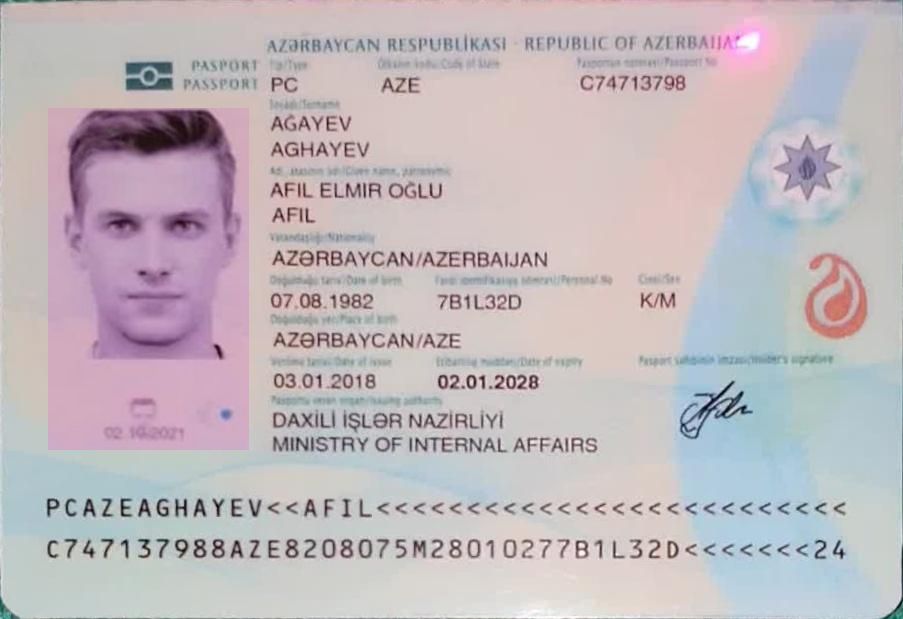 AZƏRBAYCAN RESPUBLİKASI · REPUBLIC OF AZERBAIJAN
PASPORT Tip/Type Ölkənin kodu/Code of State Pasportun nömrəsi/Passport No
PASSPORT PC AZE C74713798
Soyadı/Surname
AĞAYEV
AGHAYEV
Adı, atasının adı/Given name, patronymic
AFIL ELMIR OĞLU
AFIL
Vətəndaşlığı/Nationality
AZƏRBAYCAN/AZERBAIJAN
Doğulduğu tarix/Date of birth Fərdi identifikasiya nömrəsi/Personal No Cinsi/Sex
07.08.1982 7B1L32D K/M
Doğulduğu yer/Place of birth
AZƏRBAYCAN/AZE
Verilmə tarixi/Date of issue Etibarlılıq müddəti/Date of expiry Pasport sahibinin imzası/Holder's signature
03.01.2018 02.01.2028
Pasportu verən orqan/Issuing authority
DAXİLİ İŞLƏR NAZİRLİYİ
MINISTRY OF INTERNAL AFFAIRS
PCAZEAGHAYEV<<AFIL<<<<<<<<<<<<<<<<<<<<<<<<<<
C747137988AZE8208075M28010277B1L32D<<<<<<<24